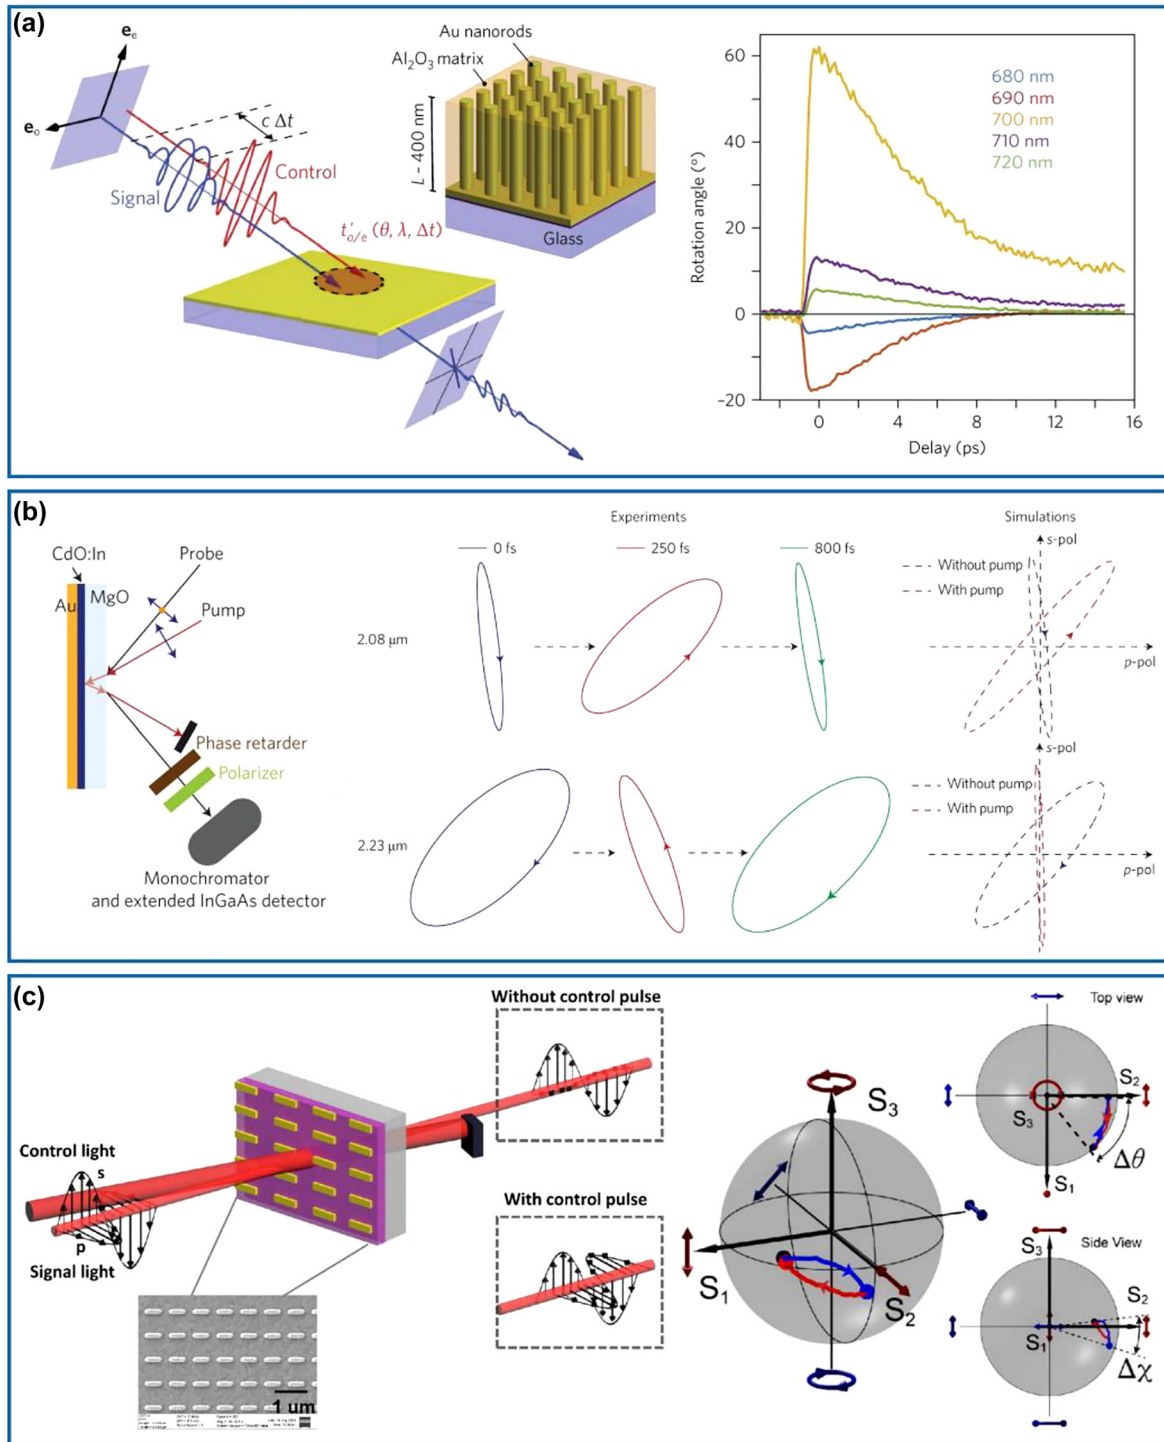 (a)
e_e
e_o
c Δt
Control
Signal
t'_o/e (θ, λ, Δt)
Au nanorods
Al₂O₃ matrix
L ~ 400 nm
Glass
60
40
20
0
–20
Rotation angle (°)
680 nm
690 nm
700 nm
710 nm
720 nm
0 4 8 12 16
Delay (ps)
(b)
CdO:In
Probe
Au
MgO
Pump
Phase retarder
Polarizer
Monochromator
and extended InGaAs detector
Experiments
0 fs
250 fs
800 fs
2.08 μm
2.23 μm
Simulations
s-pol
Without pump
With pump
p-pol
s-pol
Without pump
With pump
p-pol
(c)
Control light
s
p
Signal light
1 um
Without control pulse
With control pulse
S₃
S₁
S₂
Top view
S₂
S₃
Δθ
S₁
Side View
S₃
S₂
S₁
Δχ